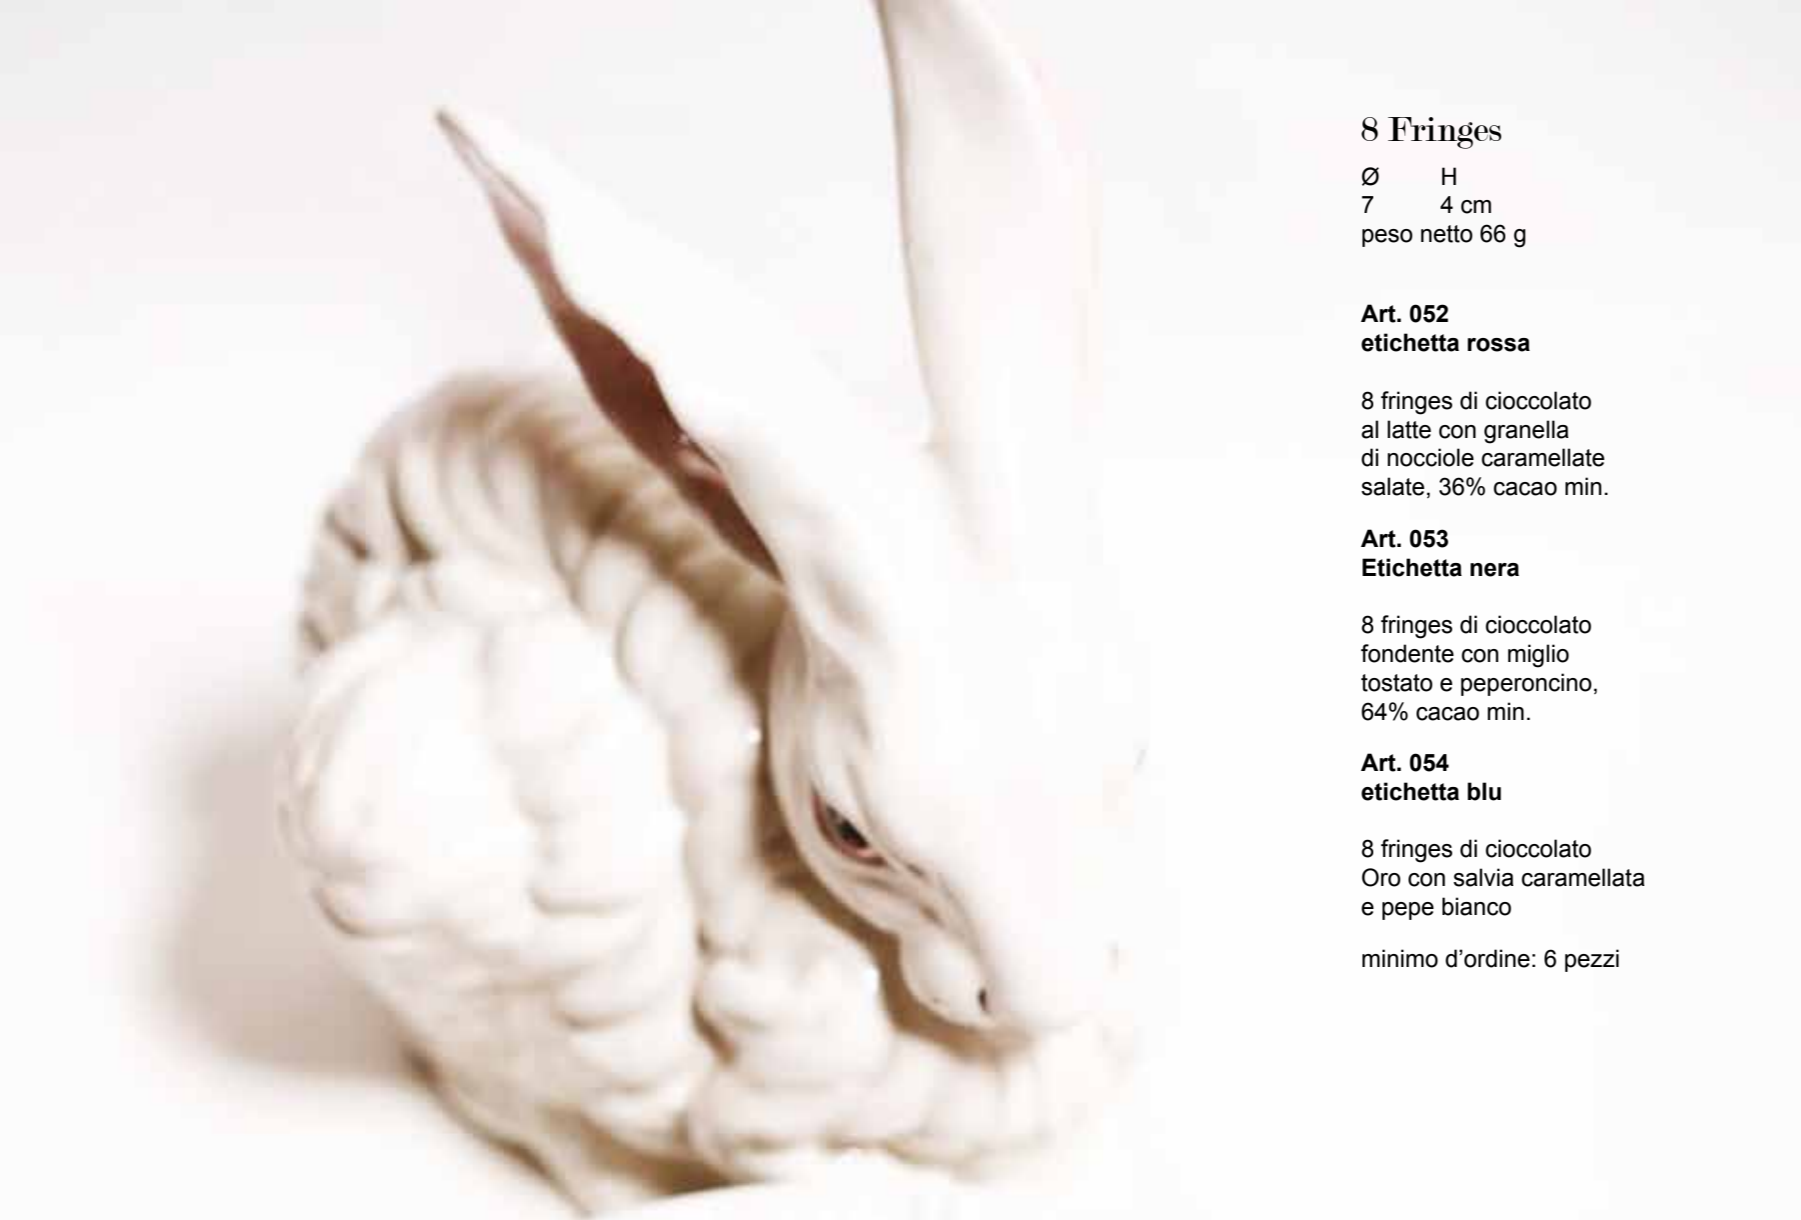 8 Fringes
Ø H
7 4 cm
peso netto 66 g
Art. 052
etichetta rossa
8 fringes di cioccolato
al latte con granella
di nocciole caramellate
salate, 36% cacao min.
Art. 053
Etichetta nera
8 fringes di cioccolato
fondente con miglio
tostato e peperoncino,
64% cacao min.
Art. 054
etichetta blu
8 fringes di cioccolato
Oro con salvia caramellata
e pepe bianco
minimo d’ordine: 6 pezzi